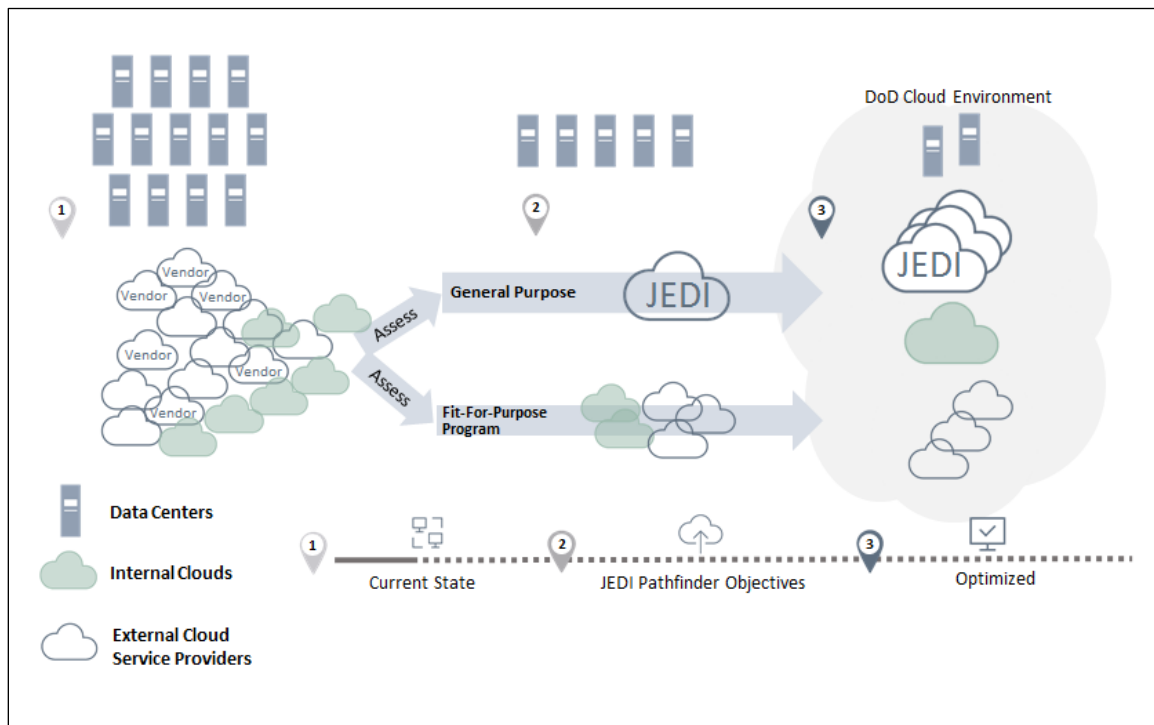 DoD Cloud Environment
1
2
3
Vendor
Vendor
Vendor
Vendor
Vendor
Vendor
Assess
General Purpose
JEDI
JEDI
Assess
Fit-For-Purpose
Program
Data Centers
Internal Clouds
External Cloud
Service Providers
1
2
3
Current State
JEDI Pathfinder Objectives
Optimized